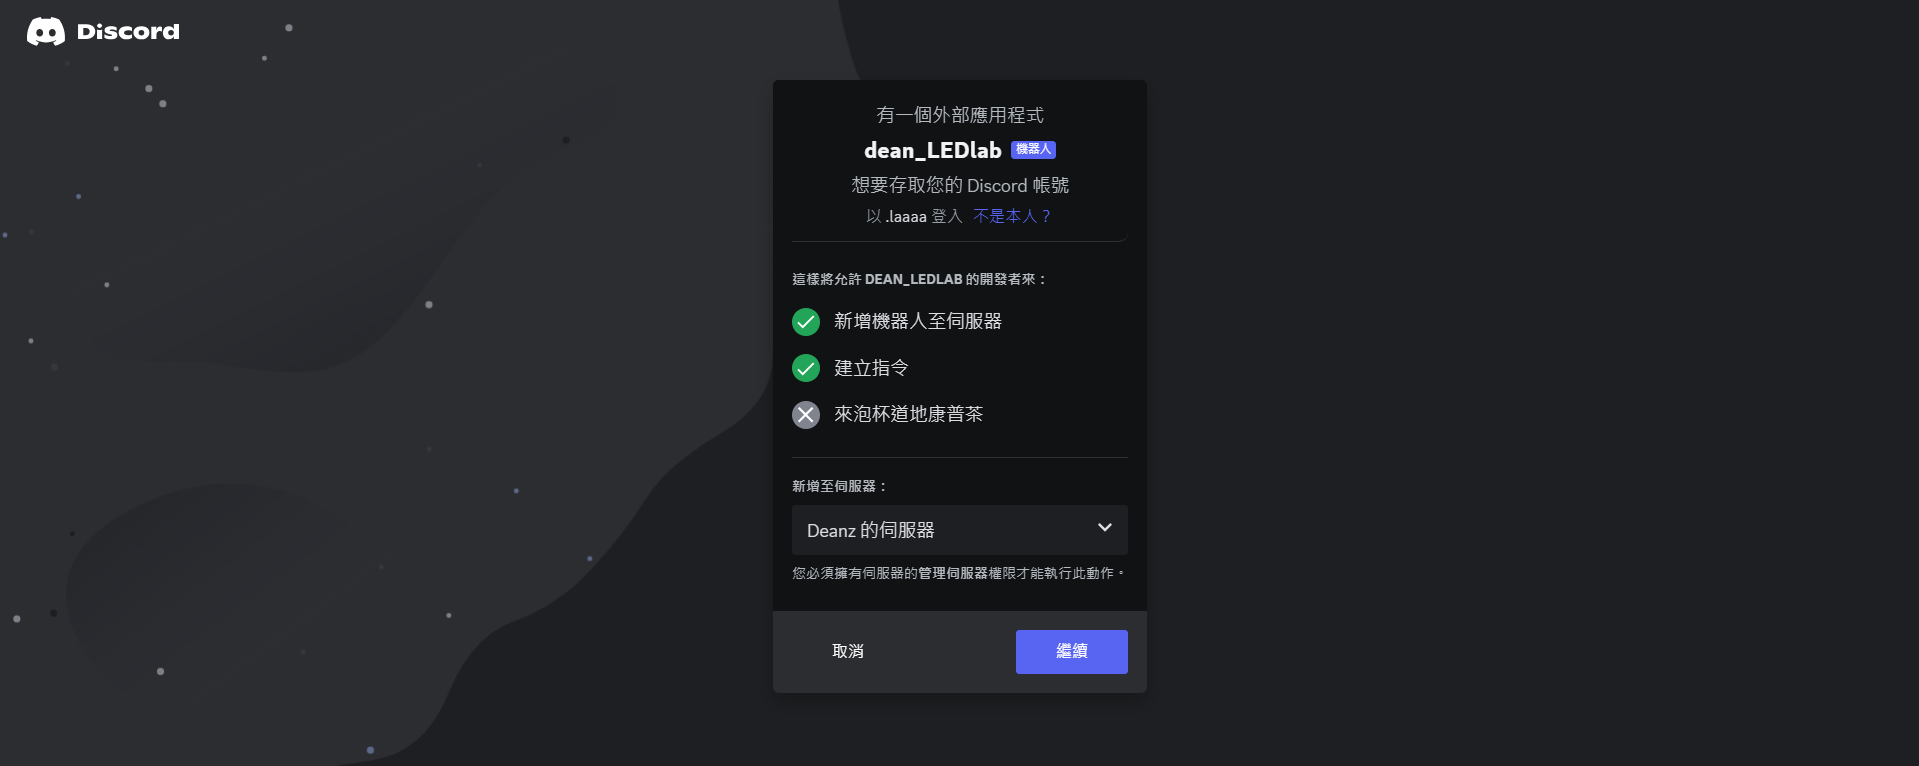 Discord
有一個外部應用程式
dean_LEDlab 機器人
想要存取您的 Discord 帳號
以 .laaaa 登入 不是本人？
這樣將允許 DEAN_LEDLAB 的開發者來：
新增機器人至伺服器
建立指令
來泡杯道地康普茶
新增至伺服器：
Deanz 的伺服器
您必須擁有伺服器的管理伺服器權限才能執行此動作。
取消
繼續